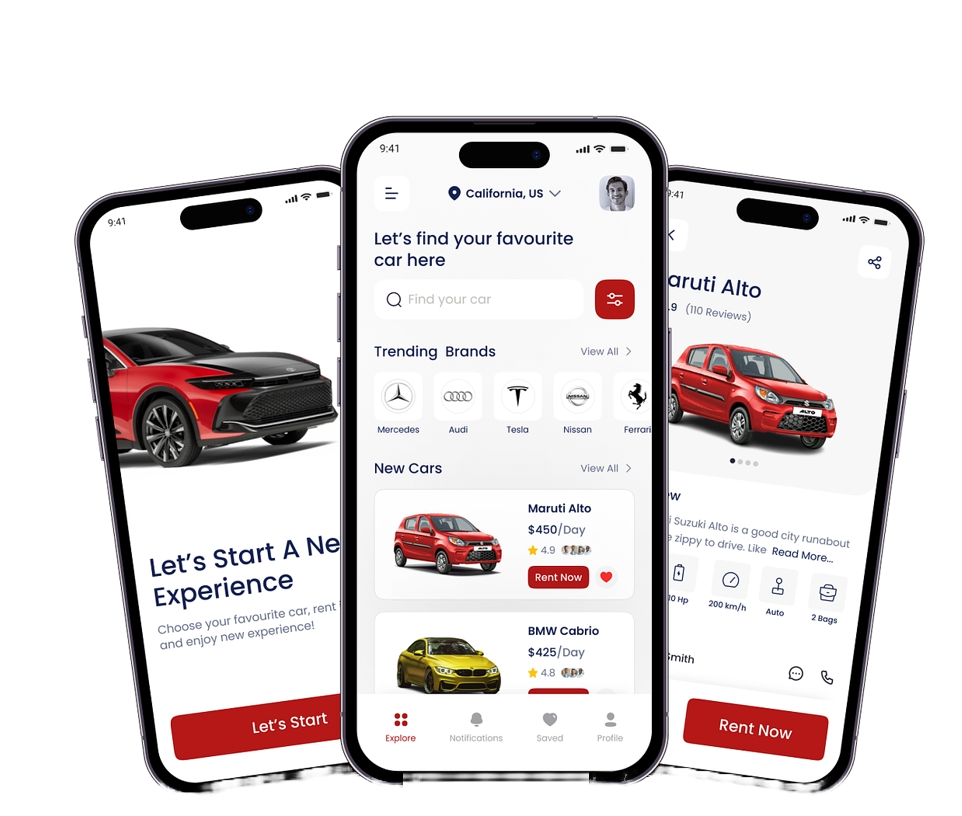 9:41
Let's Start A Ne
Experience
Choose your favourite car, rent i
and enjoy new experience!
Let's Start
9:41
California, US
Let's find your favourite
car here
Find your car
Trending Brands
View All
Mercedes
Audi
Tesla
Nissan
Ferrari
New Cars
View All
ALTO
Maruti Alto
$450/Day
4.9
Rent Now
BMW Cabrio
$425/Day
4.8
Explore
Notifications
Saved
Profile
9:41
aruti Alto
.9 (110 Reviews)
ALTO
ew
i Suzuki Alto is a good city runabout
e zippy to drive. Like Read More...
10 Hp
200 km/h
Auto
2 Bags
Smith
Rent Now